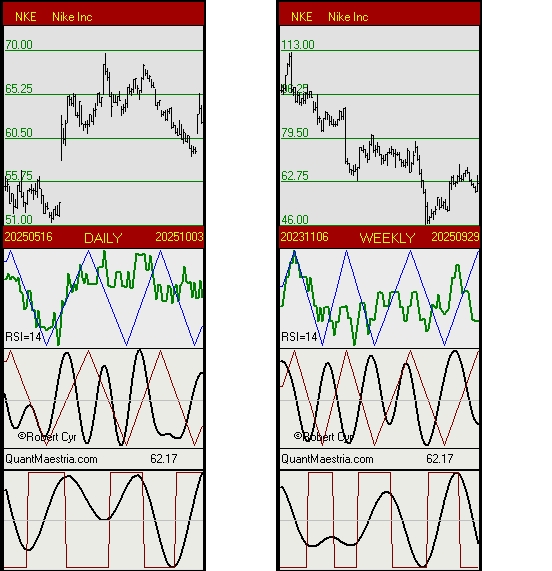 NKE Nike Inc
70.00
65.25
60.50
55.75
51.00
20250516 DAILY 20251003
RSI=14
©Robert Cyr
QuantMaestria.com 62.17
NKE Nike Inc
113.00
96.25
79.50
62.75
46.00
20231106 WEEKLY 20250929
RSI=14
©Robert Cyr
QuantMaestria.com 62.17